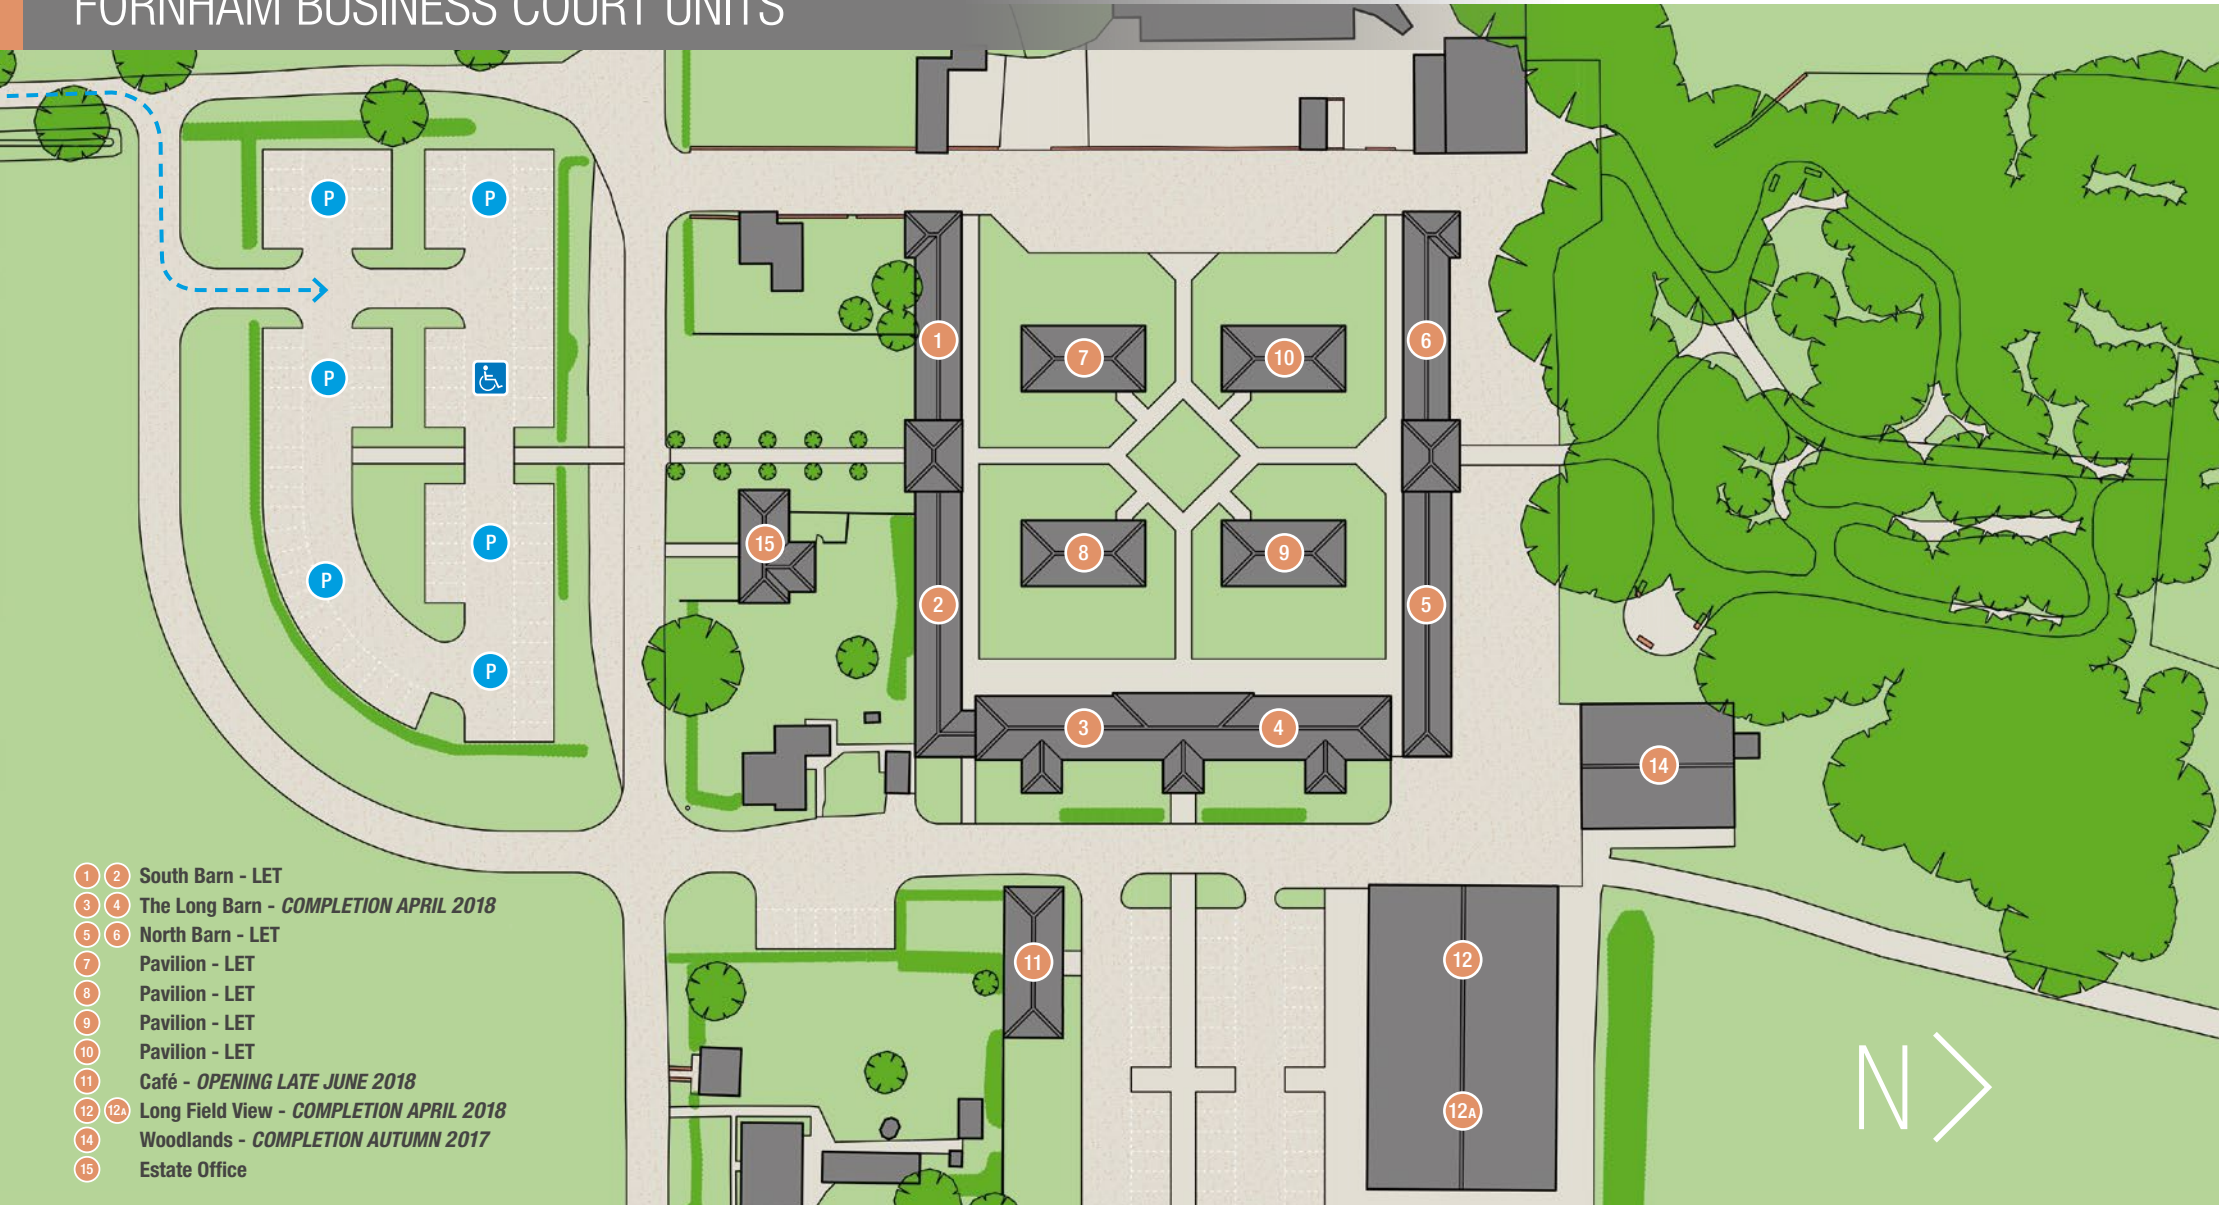 FORNHAM BUSINESS COURT UNITS
P
P
P
P
P
P
1
6
7
10
15
8
9
2
5
3
4
14
11
12
12A
N
1 2 South Barn - LET
3 4 The Long Barn - COMPLETION APRIL 2018
5 6 North Barn - LET
7 Pavilion - LET
8 Pavilion - LET
9 Pavilion - LET
10 Pavilion - LET
11 Café - OPENING LATE JUNE 2018
12 12A Long Field View - COMPLETION APRIL 2018
14 Woodlands - COMPLETION AUTUMN 2017
15 Estate Office